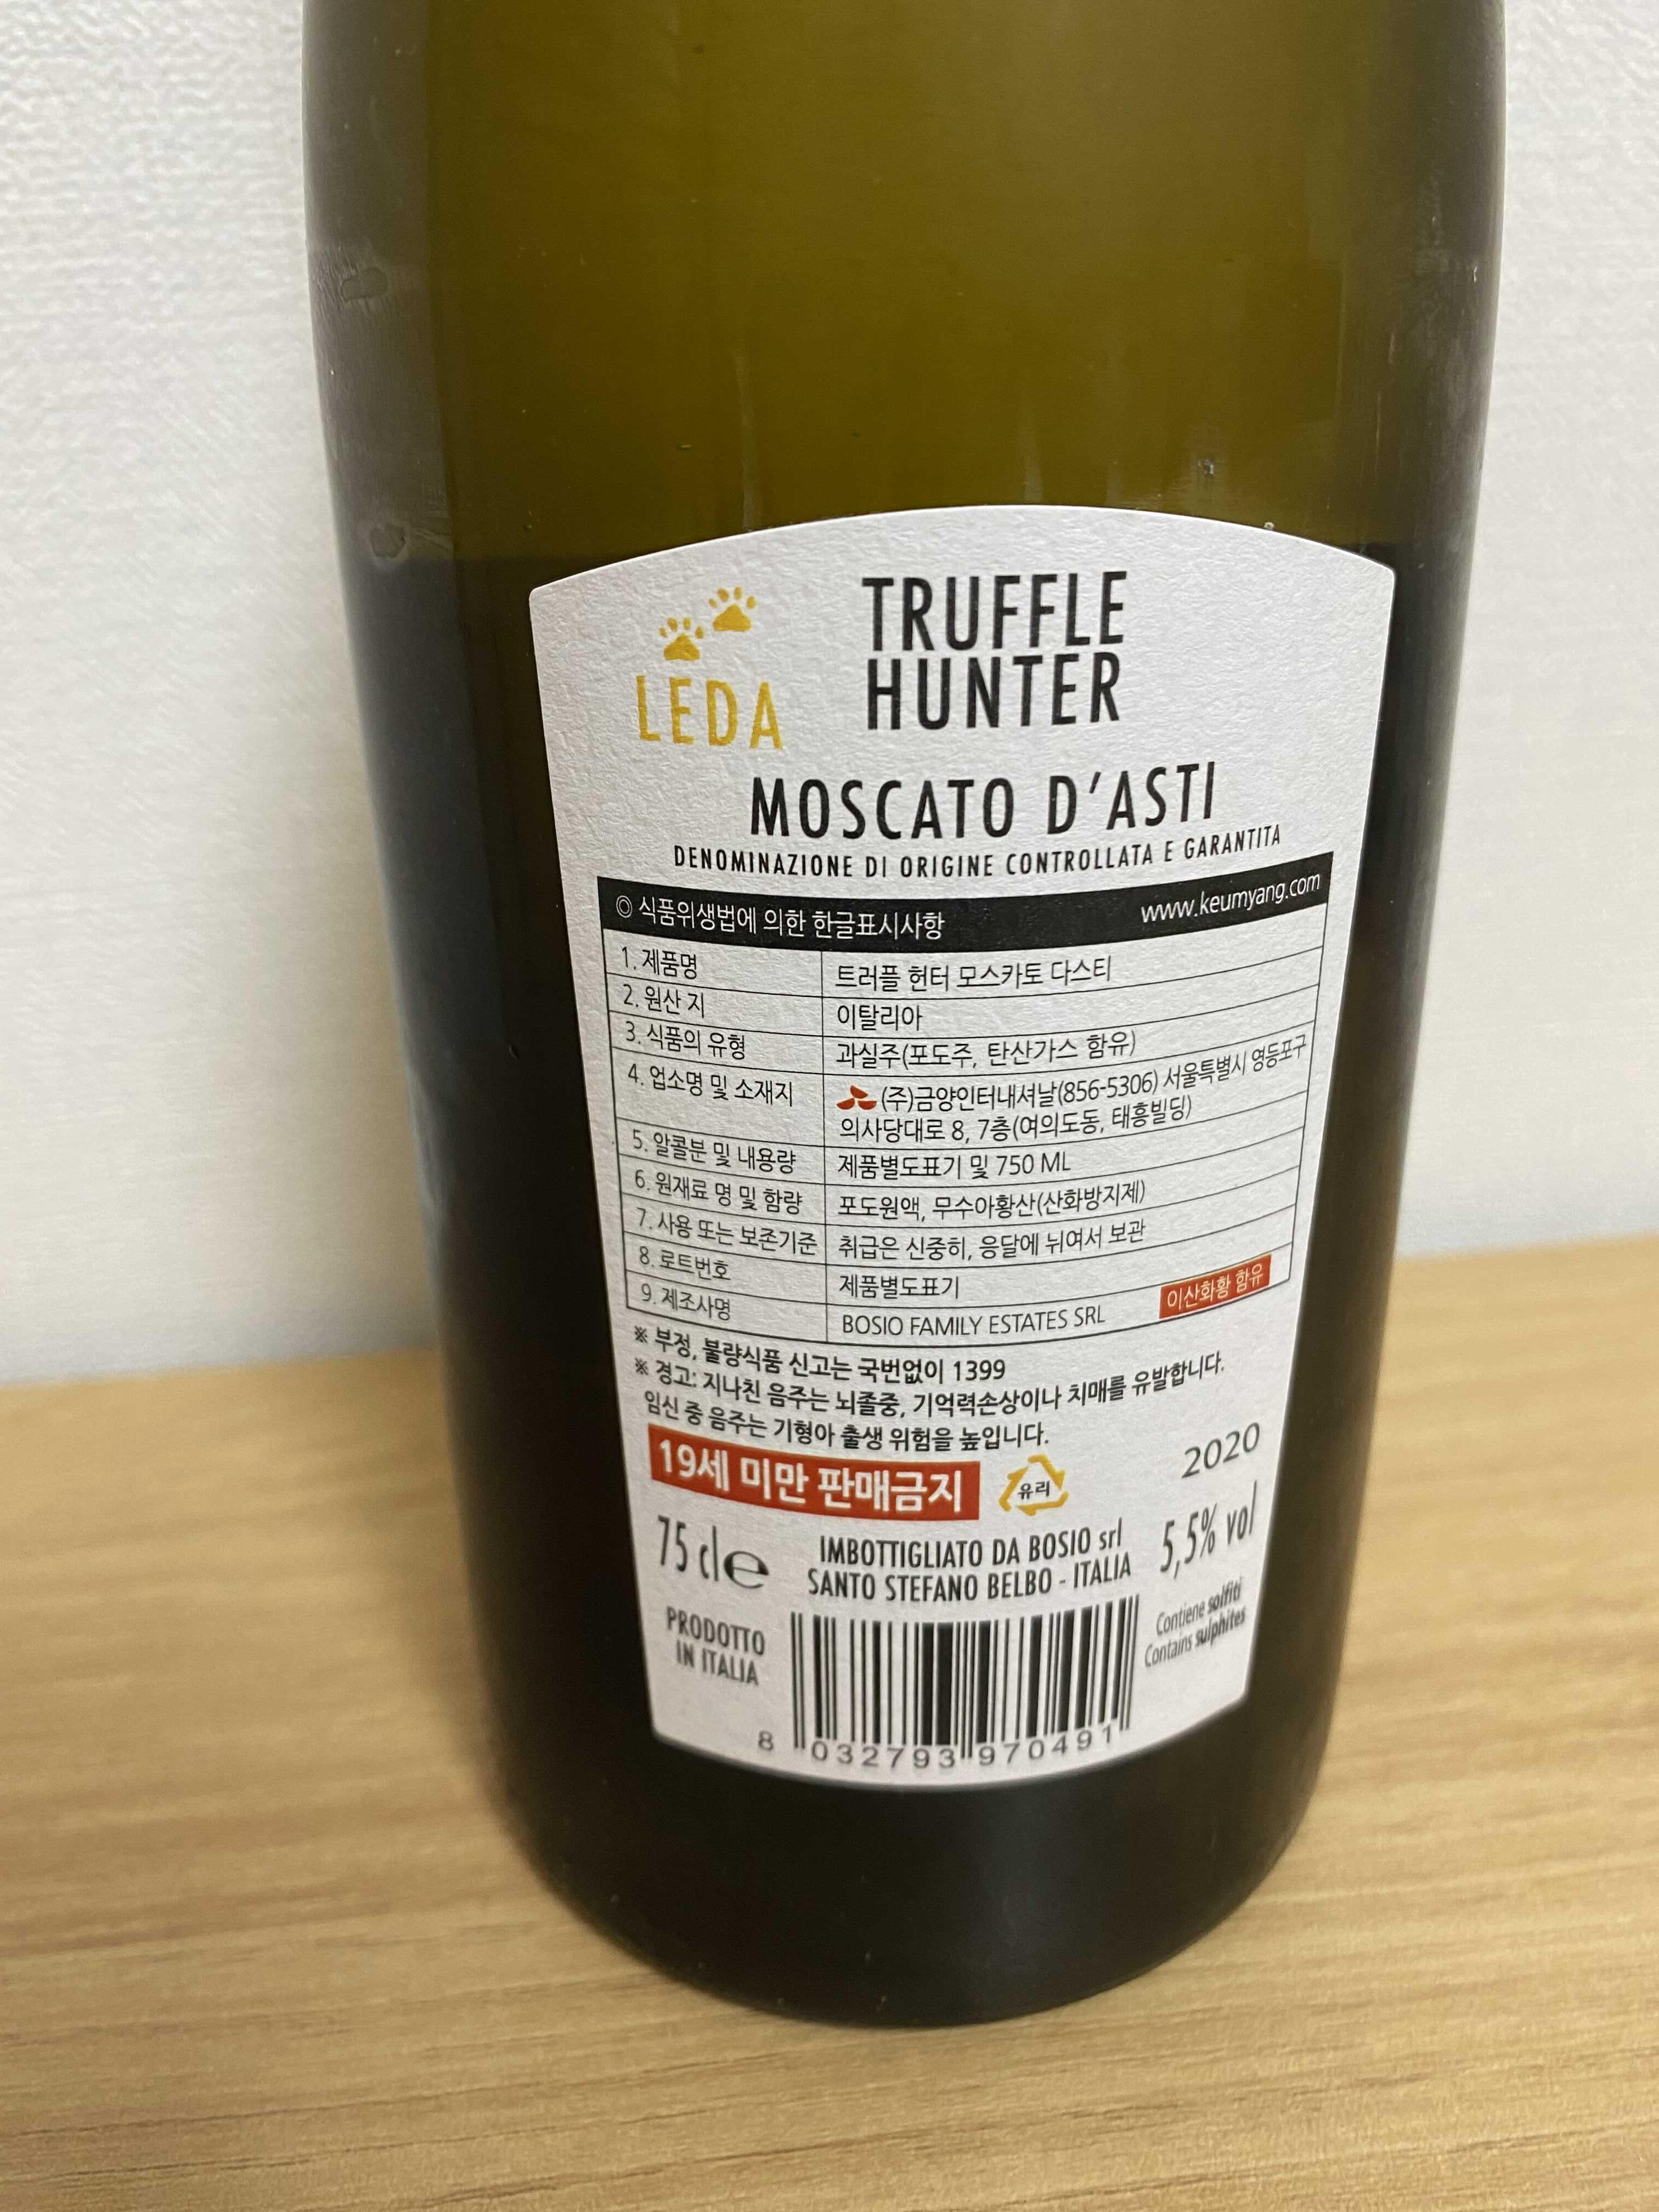 LEDA
TRUFFLE
HUNTER
MOSCATO D'ASTI
DENOMINAZIONE DI ORIGINE CONTROLLATA E GARANTITA
◎ 식품위생법에 의한 한글표시사항 www.keumyang.com
1. 제품명 트러플 헌터 모스카토 다스티
2. 원산 지 이탈리아
3. 식품의 유형 과실주(포도주, 탄산가스 함유)
4. 업소명 및 소재지 (주)금양인터내셔날(856-5306) 서울특별시 영등포구
의사당대로 8, 7층(여의도동, 태흥빌딩)
5. 알콜분 및 내용량 제품별도표기 및 750 ML
6. 원재료 명 및 함량 포도원액, 무수아황산(산화방지제)
7. 사용 또는 보존기준 취급은 신중히, 응달에 뉘여서 보관
8. 로트번호 제품별도표기
9. 제조사명 BOSIO FAMILY ESTATES SRL 이산화황 함유
※ 부정, 불량식품 신고는 국번없이 1399
※ 경고: 지나친 음주는 뇌졸중, 기억력손상이나 치매를 유발합니다.
임신 중 음주는 기형아 출생 위험을 높입니다.
19세 미만 판매금지 유리 2020
75 cl e IMBOTTIGLIATO DA BOSIO srl 5,5% vol
SANTO STEFANO BELBO - ITALIA
PRODOTTO
IN ITALIA
Contiene solfiti
Contains sulphites
8 032793 970491